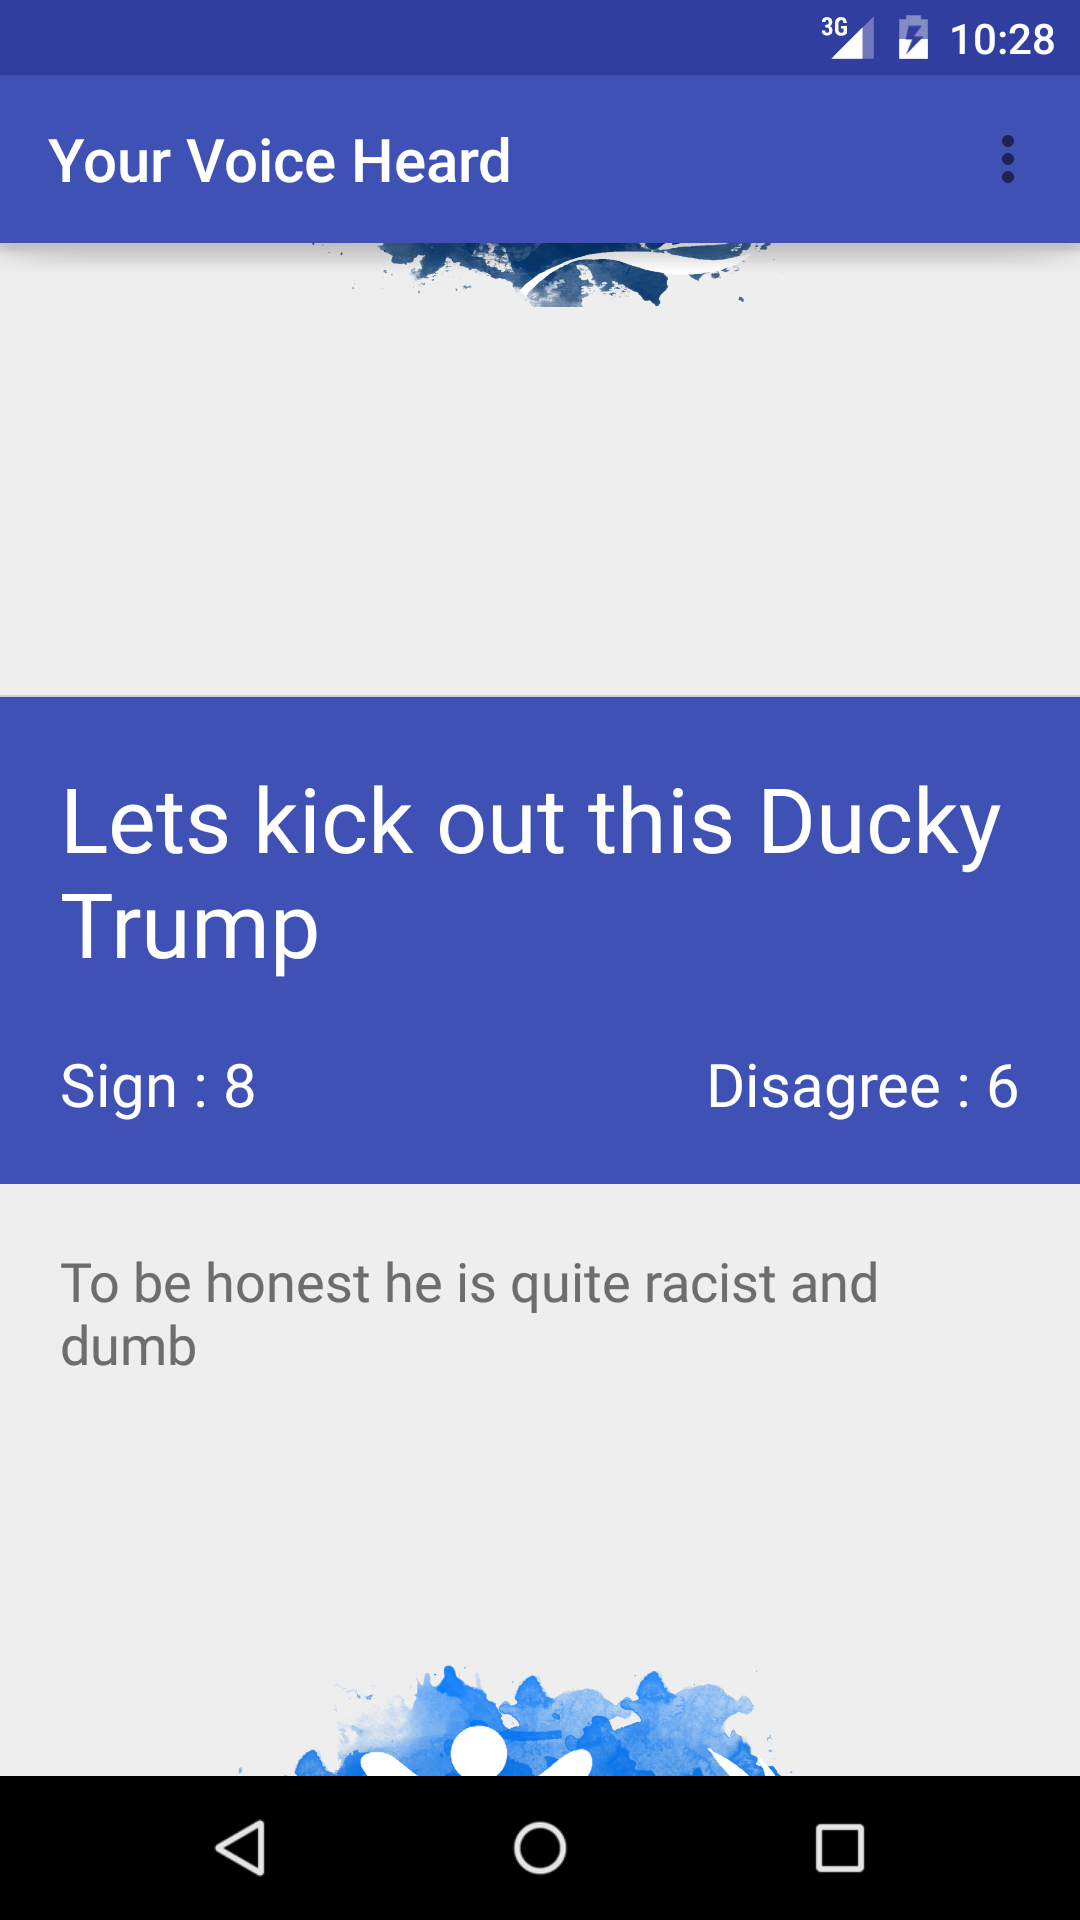 3G 10:28
Your Voice Heard
Lets kick out this Ducky
Trump
Sign : 8 Disagree : 6
To be honest he is quite racist and
dumb